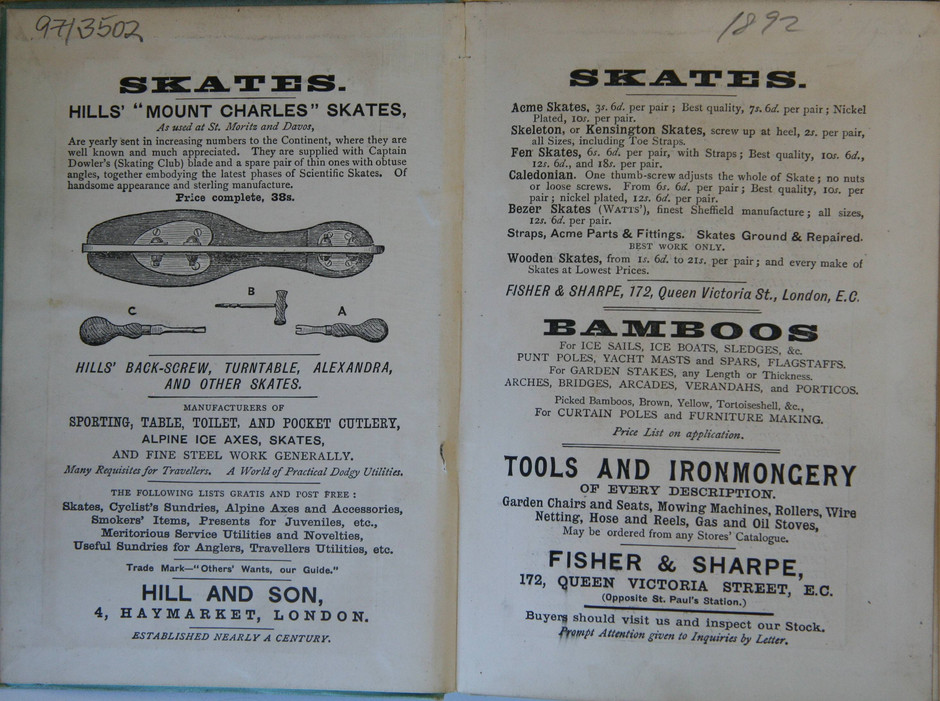 97/3502
SKATES.
HILLS' "MOUNT CHARLES" SKATES,
As used at St. Moritz and Davos,
Are yearly sent in increasing numbers to the Continent, where they are
well known and much appreciated. They are supplied with Captain
Dowler's (Skating Club) blade and a spare pair of thin ones with obtuse
angles, together embodying the latest phases of Scientific Skates. Of
handsome appearance and sterling manufacture.
Price complete, 38s.
B
C
A
HILLS' BACK-SCREW, TURNTABLE, ALEXANDRA,
AND OTHER SKATES.
MANUFACTURERS OF
SPORTING, TABLE, TOILET, AND POCKET CUTLERY,
ALPINE ICE AXES, SKATES,
AND FINE STEEL WORK GENERALLY.
Many Requisites for Travellers. A World of Practical Dodgy Utilities.
THE FOLLOWING LISTS GRATIS AND POST FREE :
Skates, Cyclist's Sundries, Alpine Axes and Accessories,
Smokers' Items, Presents for Juveniles, etc.,
Meritorious Service Utilities and Novelties,
Useful Sundries for Anglers, Travellers Utilities, etc.
Trade Mark—"Others' Wants, our Guide."
HILL AND SON,
4, HAYMARKET, LONDON.
ESTABLISHED NEARLY A CENTURY.
1892
SKATES.
Acme Skates, 3s. 6d. per pair ; Best quality, 7s. 6d. per pair ; Nickel
Plated, 10s. per pair.
Skeleton, or Kensington Skates, screw up at heel, 2s. per pair,
all Sizes, including Toe Straps.
Fen Skates, 6s. 6d. per pair, with Straps ; Best quality, 10s. 6d.,
12s. 6d., and 18s. per pair.
Caledonian. One thumb-screw adjusts the whole of Skate ; no nuts
or loose screws. From 6s. 6d. per pair ; Best quality, 10s. per
pair ; nickel plated, 12s. 6d. per pair.
Bezer Skates (WATTS'), finest Sheffield manufacture ; all sizes,
12s. 6d. per pair.
Straps, Acme Parts & Fittings. Skates Ground & Repaired.
BEST WORK ONLY.
Wooden Skates, from 1s. 6d. to 21s. per pair ; and every make of
Skates at Lowest Prices.
FISHER & SHARPE, 172, Queen Victoria St., London, E.C.
BAMBOOS
For ICE SAILS, ICE BOATS, SLEDGES, &c.
PUNT POLES, YACHT MASTS and SPARS, FLAGSTAFFS.
For GARDEN STAKES, any Length or Thickness.
ARCHES, BRIDGES, ARCADES, VERANDAHS, and PORTICOS.
Picked Bamboos, Brown, Yellow, Tortoiseshell, &c.,
For CURTAIN POLES and FURNITURE MAKING.
Price List on application.
TOOLS AND IRONMONGERY
OF EVERY DESCRIPTION.
Garden Chairs and Seats, Mowing Machines, Rollers, Wire
Netting, Hose and Reels, Gas and Oil Stoves,
May be ordered from any Stores' Catalogue.
FISHER & SHARPE,
172, QUEEN VICTORIA STREET, E.C.
(Opposite St. Paul's Station.)
Buyers should visit us and inspect our Stock.
Prompt Attention given to Inquiries by Letter.